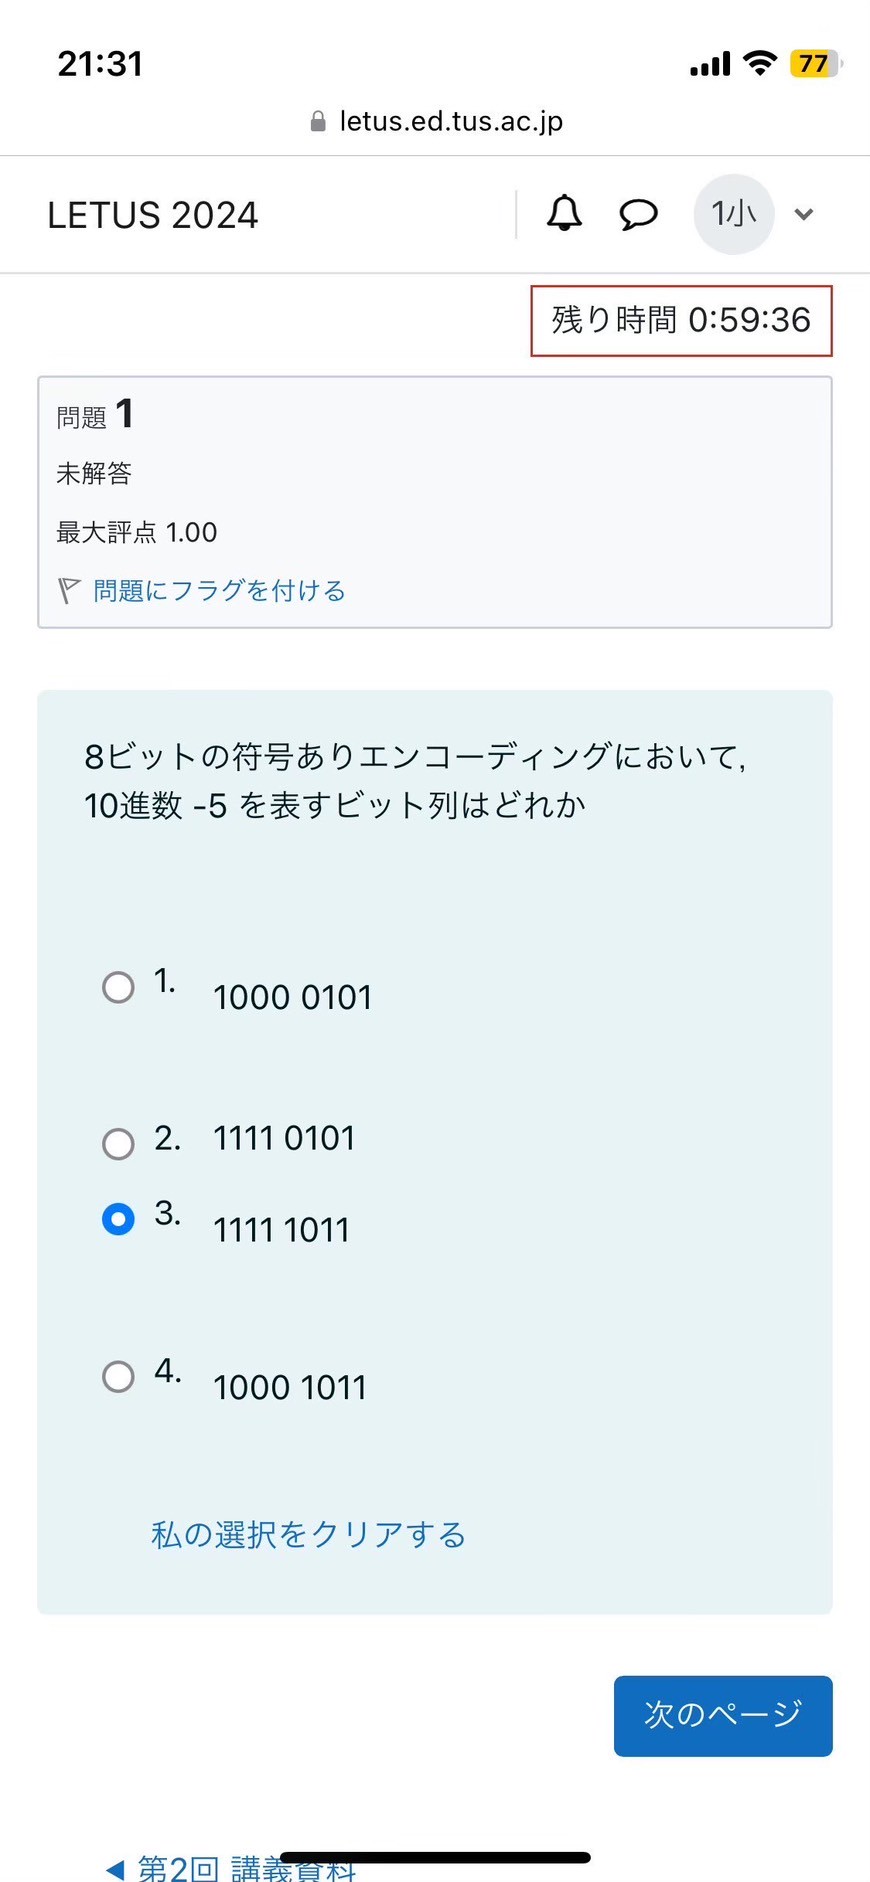 21:31
77
letus.ed.tus.ac.jp
LETUS 2024
1小
残り時間 0:59:36
問題 1
未解答
最大評点 1.00
問題にフラグを付ける
8ビットの符号ありエンコーディングにおいて,
10進数 -5 を表すビット列はどれか
1. 1000 0101
2. 1111 0101
3. 1111 1011
4. 1000 1011
私の選択をクリアする
次のページ
◀ 第2回 講義資料